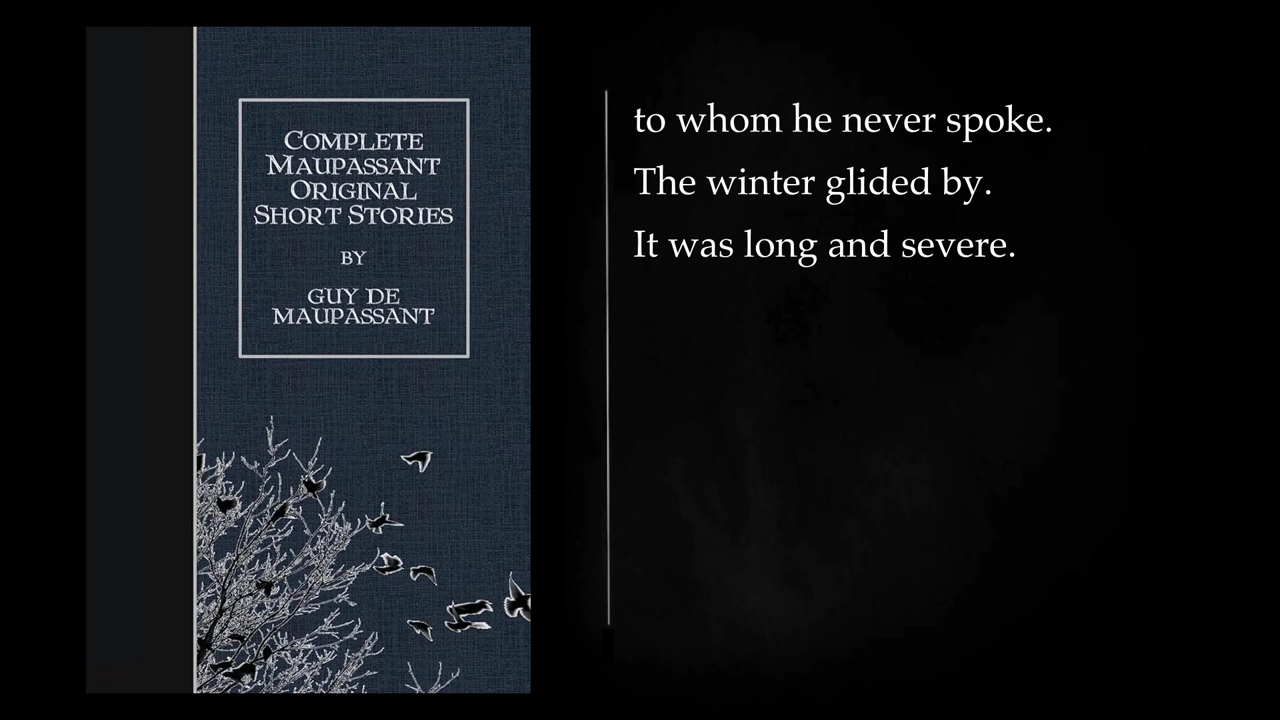 COMPLETE
MAUPASSANT
ORIGINAL
SHORT STORIES
BY
GUY DE
MAUPASSANT
to whom he never spoke.
The winter glided by.
It was long and severe.